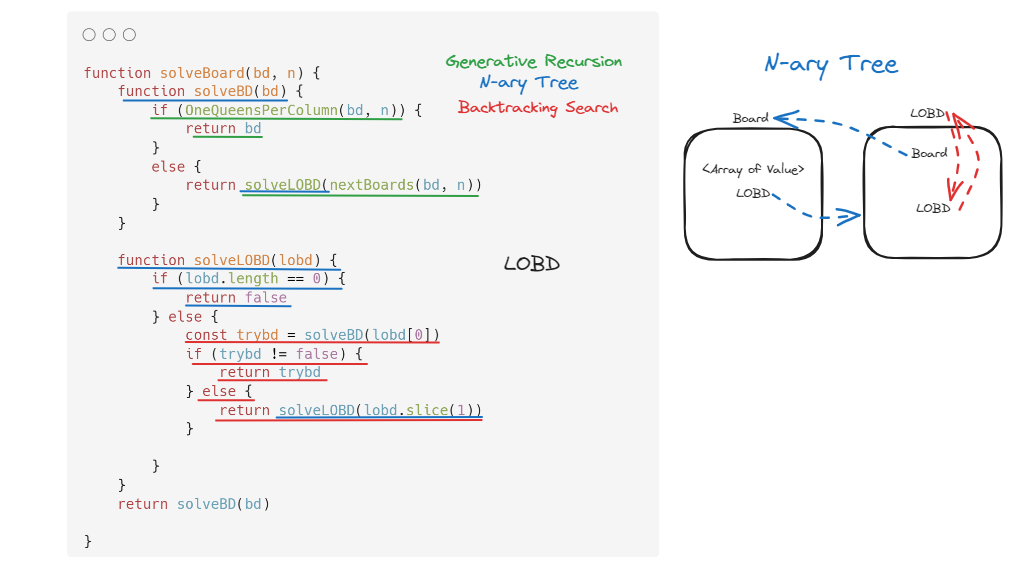 function solveBoard(bd, n) {
function solveBD(bd) {
if (OneQueensPerColumn(bd, n)) {
return bd
}
else {
return solveLOBD(nextBoards(bd, n))
}
}
function solveLOBD(lobd) {
if (lobd.length == 0) {
return false
} else {
const trybd = solveBD(lobd[0])
if (trybd != false) {
return trybd
} else {
return solveLOBD(lobd.slice(1))
}
}
}
return solveBD(bd)
}
Generative Recursion
N-ary Tree
Backtracking Search
LOBD
N-ary Tree
Board
<Array of Value>
LOBD
LOBD
Board
LOBD